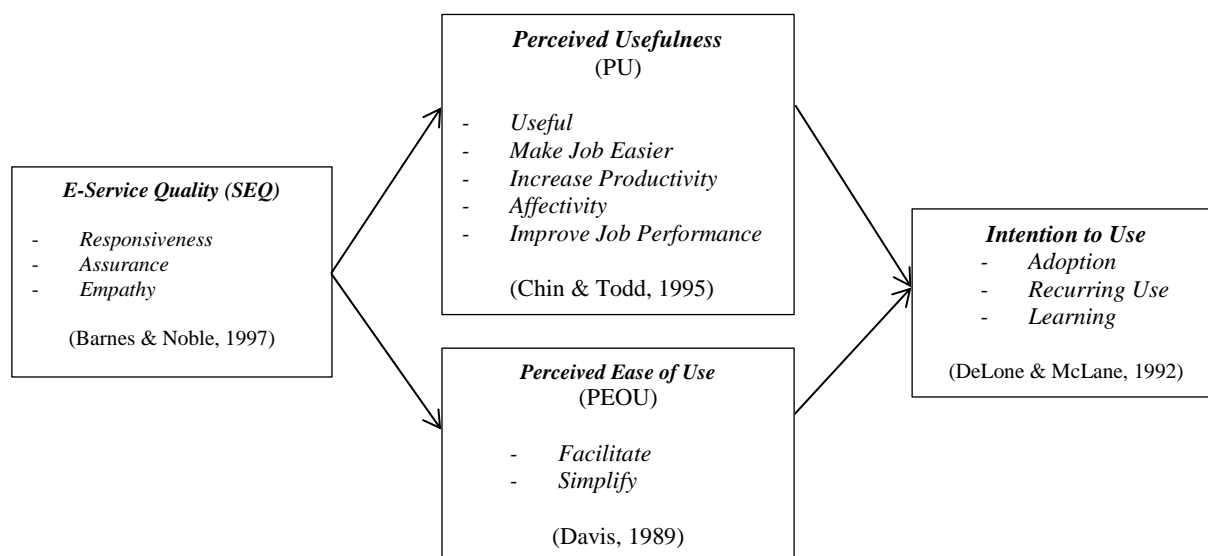 E-Service Quality (SEQ)
- Responsiveness
- Assurance
- Empathy
(Barnes & Noble, 1997)
Perceived Usefulness
(PU)
- Useful
- Make Job Easier
- Increase Productivity
- Affectivity
- Improve Job Performance
(Chin & Todd, 1995)
Perceived Ease of Use
(PEOU)
- Facilitate
- Simplify
(Davis, 1989)
Intention to Use
- Adoption
- Recurring Use
- Learning
(DeLone & McLane, 1992)